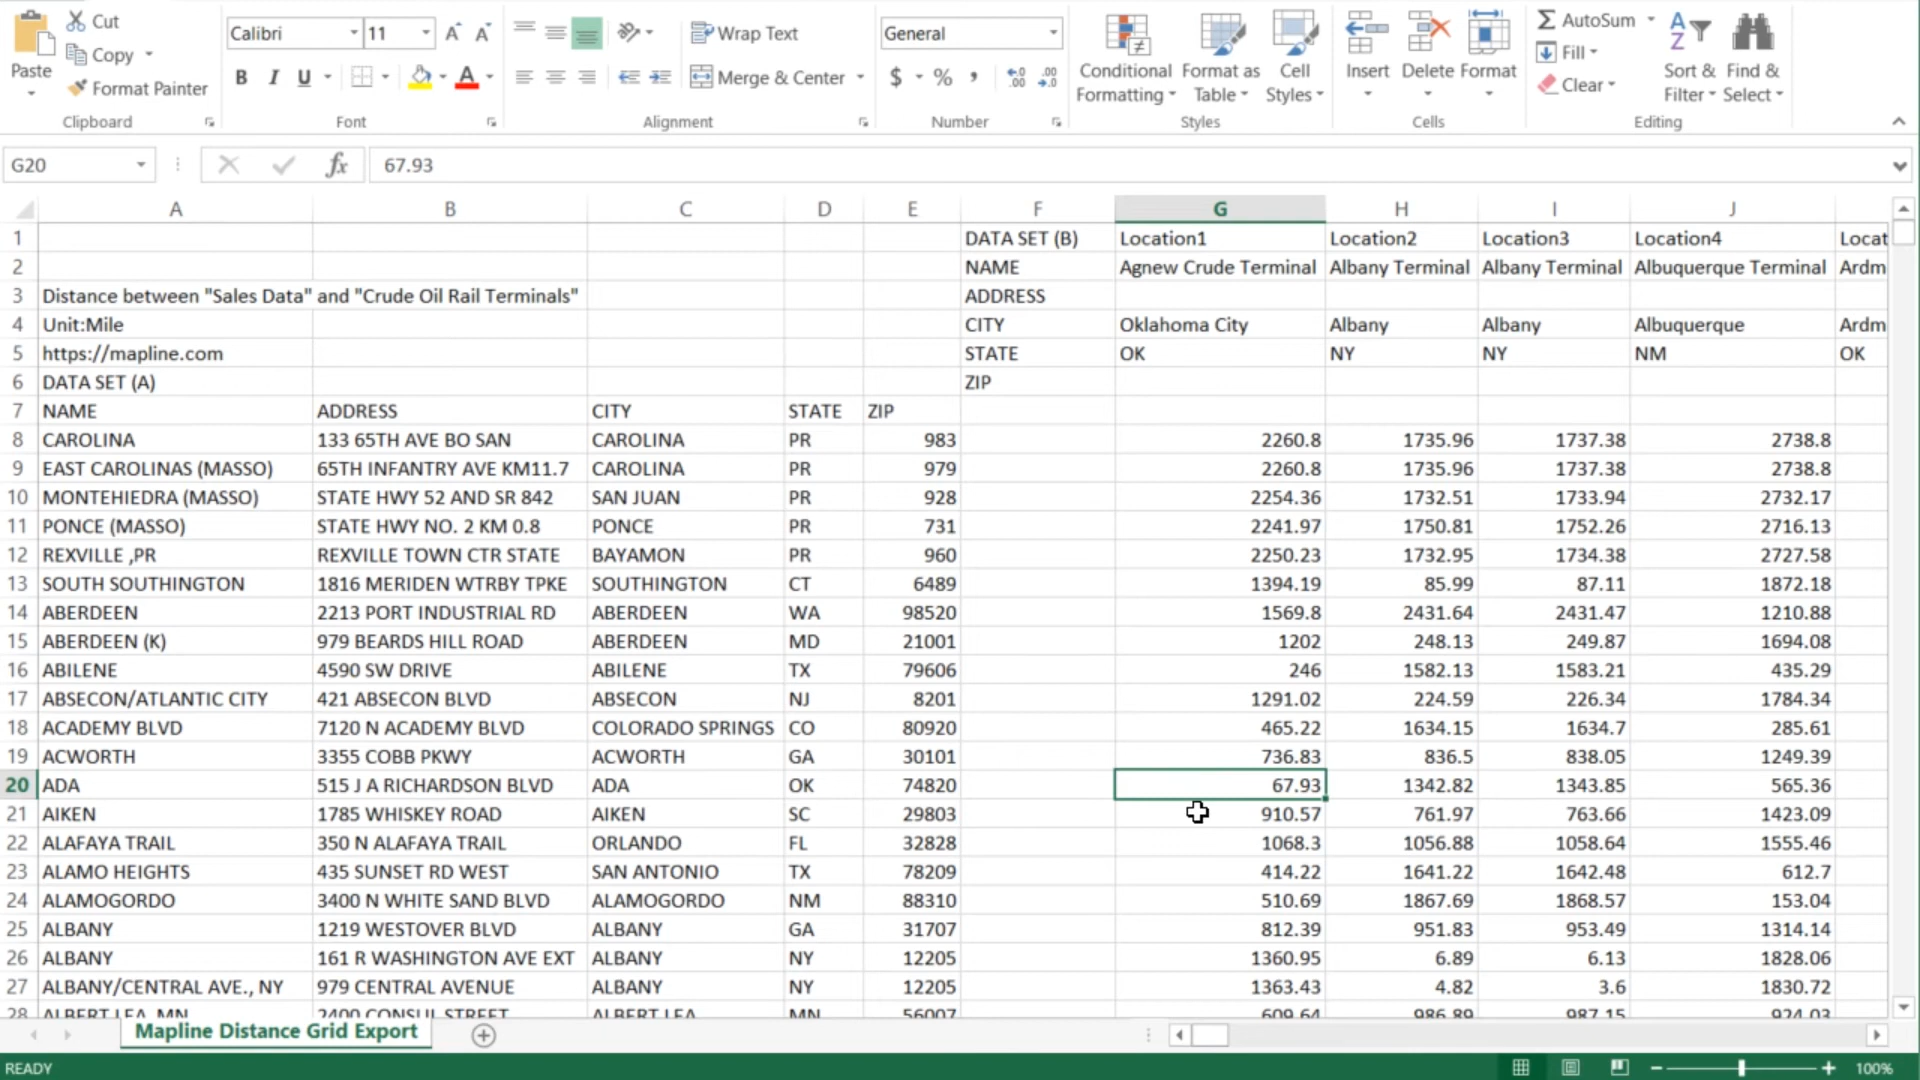 Cut Calibri 11 A A Wrap Text General AutoSum
Copy Fill
Paste Format Painter B I U A Merge & Center $ % , .00 Conditional Formatting Format as Table Cell Styles Insert Delete Format Clear Sort & Filter Find & Select
Clipboard Font Alignment Number Styles Cells Editing
G20 fx 67.93
A B C D E F G H I J
1 DATA SET (B) Location1 Location2 Location3 Location4 Locat
2 NAME Agnew Crude Terminal Albany Terminal Albany Terminal Albuquerque Terminal Ardm
3 Distance between "Sales Data" and "Crude Oil Rail Terminals" ADDRESS
4 Unit:Mile CITY Oklahoma City Albany Albany Albuquerque Ardm
5 https://mapline.com STATE OK NY NY NM OK
6 DATA SET (A) ZIP
7 NAME ADDRESS CITY STATE ZIP
8 CAROLINA 133 65TH AVE BO SAN CAROLINA PR 983 2260.8 1735.96 1737.38 2738.8
9 EAST CAROLINAS (MASSO) 65TH INFANTRY AVE KM11.7 CAROLINA PR 979 2260.8 1735.96 1737.38 2738.8
10 MONTEHIEDRA (MASSO) STATE HWY 52 AND SR 842 SAN JUAN PR 928 2254.36 1732.51 1733.94 2732.17
11 PONCE (MASSO) STATE HWY NO. 2 KM 0.8 PONCE PR 731 2241.97 1750.81 1752.26 2716.13
12 REXVILLE ,PR REXVILLE TOWN CTR STATE BAYAMON PR 960 2250.23 1732.95 1734.38 2727.58
13 SOUTH SOUTHINGTON 1816 MERIDEN WTRBY TPKE SOUTHINGTON CT 6489 1394.19 85.99 87.11 1872.18
14 ABERDEEN 2213 PORT INDUSTRIAL RD ABERDEEN WA 98520 1569.8 2431.64 2431.47 1210.88
15 ABERDEEN (K) 979 BEARDS HILL ROAD ABERDEEN MD 21001 1202 248.13 249.87 1694.08
16 ABILENE 4590 SW DRIVE ABILENE TX 79606 246 1582.13 1583.21 435.29
17 ABSECON/ATLANTIC CITY 421 ABSECON BLVD ABSECON NJ 8201 1291.02 224.59 226.34 1784.34
18 ACADEMY BLVD 7120 N ACADEMY BLVD COLORADO SPRINGS CO 80920 465.22 1634.15 1634.7 285.61
19 ACWORTH 3355 COBB PKWY ACWORTH GA 30101 736.83 836.5 838.05 1249.39
20 ADA 515 J A RICHARDSON BLVD ADA OK 74820 67.93 1342.82 1343.85 565.36
21 AIKEN 1785 WHISKEY ROAD AIKEN SC 29803 910.57 761.97 763.66 1423.09
22 ALAFAYA TRAIL 350 N ALAFAYA TRAIL ORLANDO FL 32828 1068.3 1056.88 1058.64 1555.46
23 ALAMO HEIGHTS 435 SUNSET RD WEST SAN ANTONIO TX 78209 414.22 1641.22 1642.48 612.7
24 ALAMOGORDO 3400 N WHITE SAND BLVD ALAMOGORDO NM 88310 510.69 1867.69 1868.57 153.04
25 ALBANY 1219 WESTOVER BLVD ALBANY GA 31707 812.39 951.83 953.49 1314.14
26 ALBANY 161 R WASHINGTON AVE EXT ALBANY NY 12205 1360.95 6.89 6.13 1828.06
27 ALBANY/CENTRAL AVE., NY 979 CENTRAL AVENUE ALBANY NY 12205 1363.43 4.82 3.6 1830.72
28 ALBERT LEA, MN 2400 CONSUL STREET ALBERT LEA MN 56007 609.64 986.89 987.15 924.03
Mapline Distance Grid Export
READY 100%